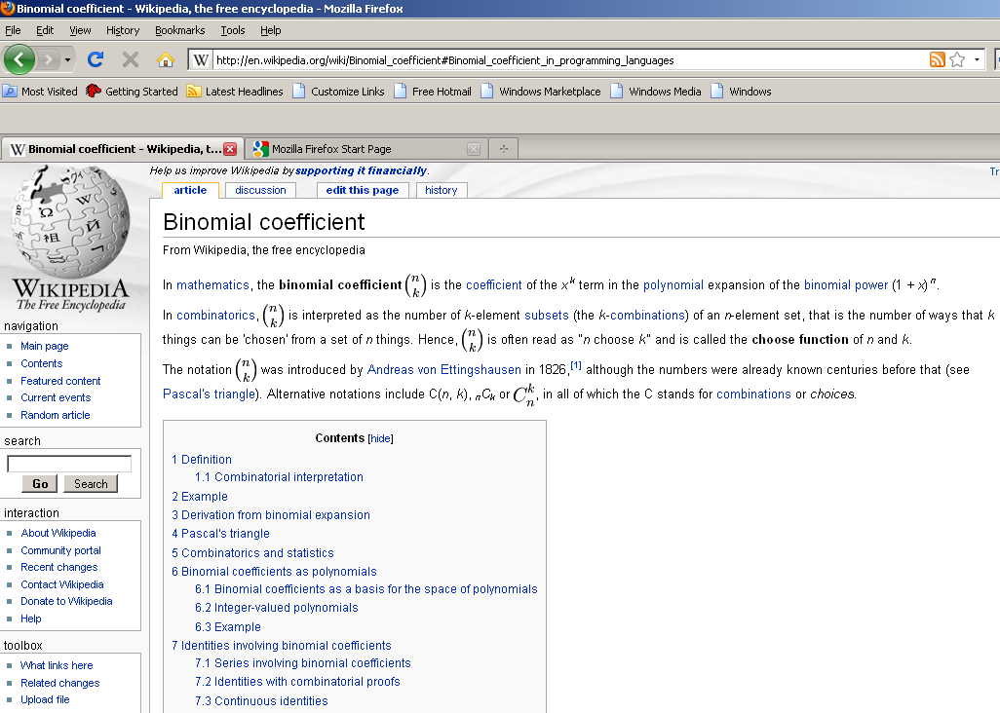 Binomial coefficient - Wikipedia, the free encyclopedia - Mozilla Firefox
File Edit View History Bookmarks Tools Help
W http://en.wikipedia.org/wiki/Binomial_coefficient#Binomial_coefficient_in_programming_languages
Most Visited Getting Started Latest Headlines Customize Links Free Hotmail Windows Marketplace Windows Media Windows
W Binomial coefficient - Wikipedia, t... Mozilla Firefox Start Page
Help us improve Wikipedia by supporting it financially. Tr
article discussion edit this page history
Binomial coefficient
From Wikipedia, the free encyclopedia
In mathematics, the binomial coefficient (n k) is the coefficient of the x^k term in the polynomial expansion of the binomial power (1 + x)^n.
In combinatorics, (n k) is interpreted as the number of k-element subsets (the k-combinations) of an n-element set, that is the number of ways that k
things can be 'chosen' from a set of n things. Hence, (n k) is often read as "n choose k" and is called the choose function of n and k.
The notation (n k) was introduced by Andreas von Ettingshausen in 1826,[1] although the numbers were already known centuries before that (see
Pascal's triangle). Alternative notations include C(n, k), nCk or C^k_n, in all of which the C stands for combinations or choices.
Contents [hide]
1 Definition
1.1 Combinatorial interpretation
2 Example
3 Derivation from binomial expansion
4 Pascal's triangle
5 Combinatorics and statistics
6 Binomial coefficients as polynomials
6.1 Binomial coefficients as a basis for the space of polynomials
6.2 Integer-valued polynomials
6.3 Example
7 Identities involving binomial coefficients
7.1 Series involving binomial coefficients
7.2 Identities with combinatorial proofs
7.3 Continuous identities
Ω W И 祖
WIKIPEDIA
The Free Encyclopedia
navigation
Main page
Contents
Featured content
Current events
Random article
search
Go Search
interaction
About Wikipedia
Community portal
Recent changes
Contact Wikipedia
Donate to Wikipedia
Help
toolbox
What links here
Related changes
Upload file